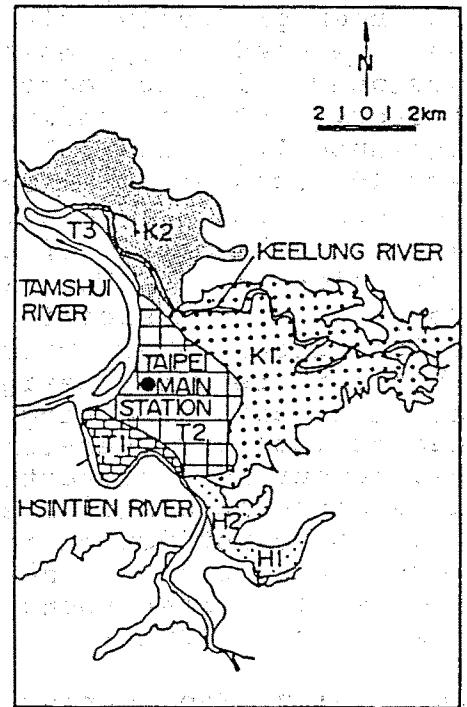 N
2 1 0 1 2km
T3
K2
KEELUNG RIVER
TAMSHUI
RIVER
K1
TAIPE
MAIN
STATION
T2
T1
HSINTIEN RIVER
H2
H1